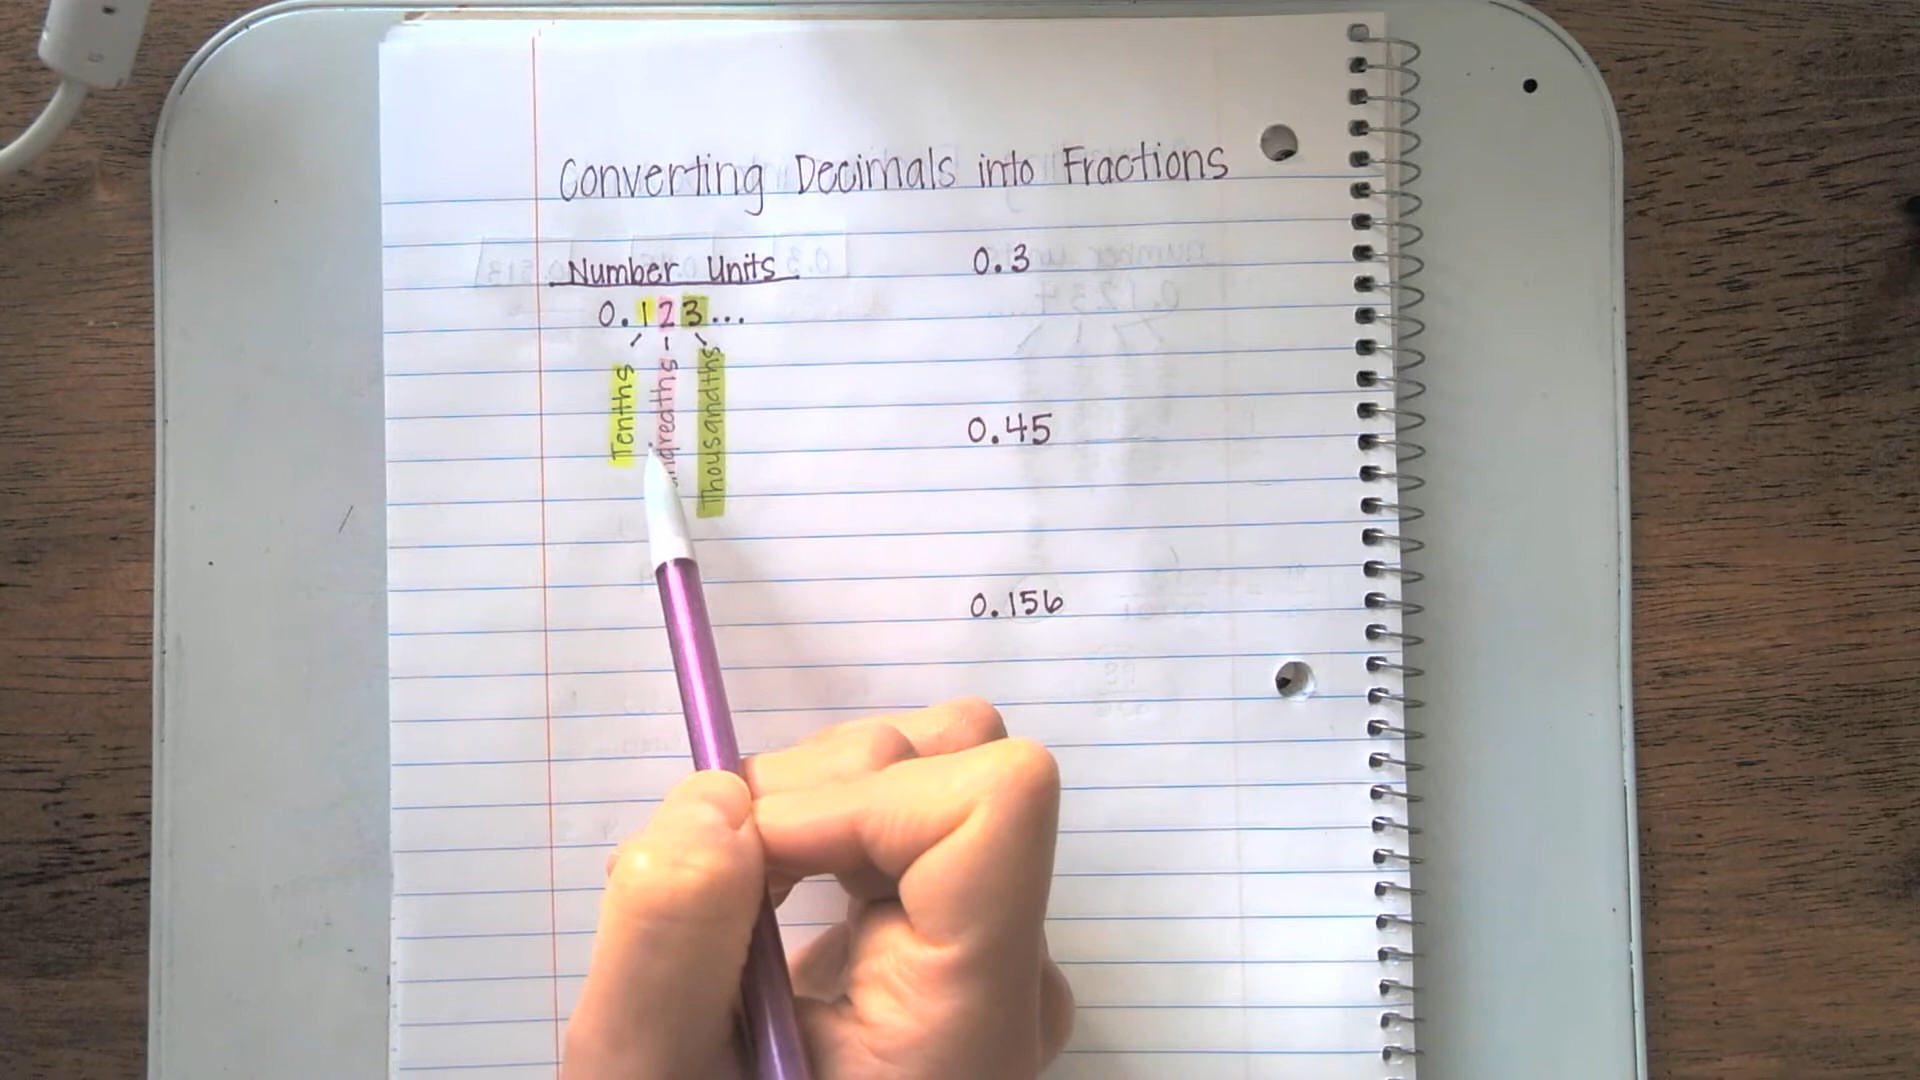 Converting Decimals into Fractions
Number Units
0.123...
Tenths
Thousandths
0.3
0.45
0.156